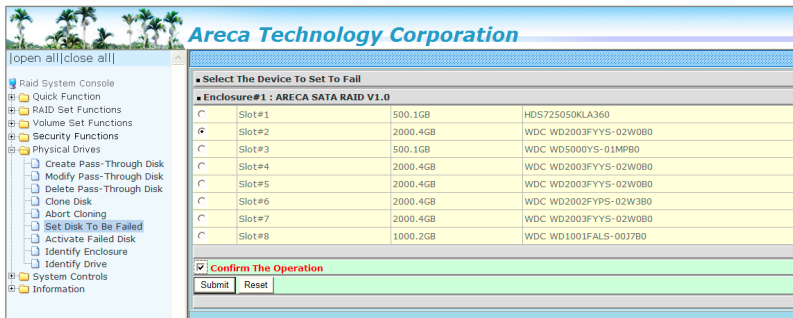 Areca Technology Corporation
|open all|close all|
Raid System Console
Quick Function
RAID Set Functions
Volume Set Functions
Security Functions
Physical Drives
Create Pass-Through Disk
Modify Pass-Through Disk
Delete Pass-Through Disk
Clone Disk
Abort Cloning
Set Disk To Be Failed
Activate Failed Disk
Identify Enclosure
Identify Drive
System Controls
Information
Select The Device To Set To Fail
Enclosure#1 : ARECA SATA RAID V1.0
Slot#1 500.1GB HDS725050KLA360
Slot#2 2000.4GB WDC WD2003FYYS-02W0B0
Slot#3 500.1GB WDC WD5000YS-01MPB0
Slot#4 2000.4GB WDC WD2003FYYS-02W0B0
Slot#5 2000.4GB WDC WD2003FYYS-02W0B0
Slot#6 2000.4GB WDC WD2002FYPS-02W3B0
Slot#7 2000.4GB WDC WD2003FYYS-02W0B0
Slot#8 1000.2GB WDC WD1001FALS-00J7B0
Confirm The Operation
Submit Reset